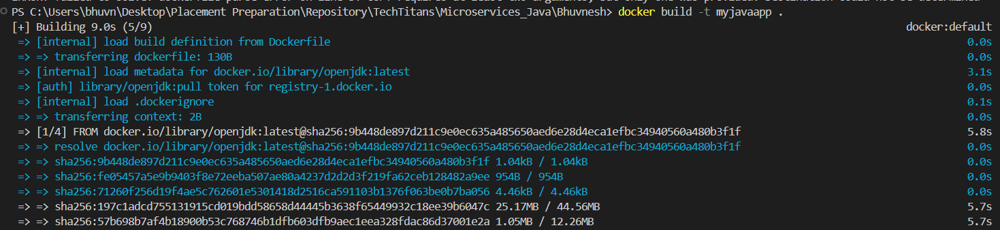 PS C:\Users\bhuvn\Desktop\Placement Preparation\Repository\TechTitans\Microservices_Java\Bhuvnesh> docker build -t myjavaapp .
[+] Building 9.0s (5/9) docker:default
=> [internal] load build definition from Dockerfile 0.0s
=> => transferring dockerfile: 130B 0.0s
=> [internal] load metadata for docker.io/library/openjdk:latest 3.1s
=> [auth] library/openjdk:pull token for registry-1.docker.io 0.0s
=> [internal] load .dockerignore 0.1s
=> => transferring context: 2B 0.0s
=> [1/4] FROM docker.io/library/openjdk:latest@sha256:9b448de897d211c9e0ec635a485650aed6e28d4eca1efbc34940560a480b3f1f 5.8s
=> => resolve docker.io/library/openjdk:latest@sha256:9b448de897d211c9e0ec635a485650aed6e28d4eca1efbc34940560a480b3f1f 0.0s
=> => sha256:9b448de897d211c9e0ec635a485650aed6e28d4eca1efbc34940560a480b3f1f 1.04kB / 1.04kB 0.0s
=> => sha256:fe05457a5e9b9403f8e72eeba507ae80a4237d2d2d3f219fa62ceb128482a9ee 954B / 954B 0.0s
=> => sha256:71260f256d19f4ae5c762601e5301418d2516ca591103b1376f063be0b7ba056 4.46kB / 4.46kB 0.0s
=> => sha256:197c1adcd755131915cd019bdd58658d44445b3638f65449932c18ee39b6047c 25.17MB / 44.56MB 5.7s
=> => sha256:57b698b7af4b18900b53c768746b1dfb603dfb9aec1eea328fdac86d37001e2a 1.05MB / 12.26MB 5.7s